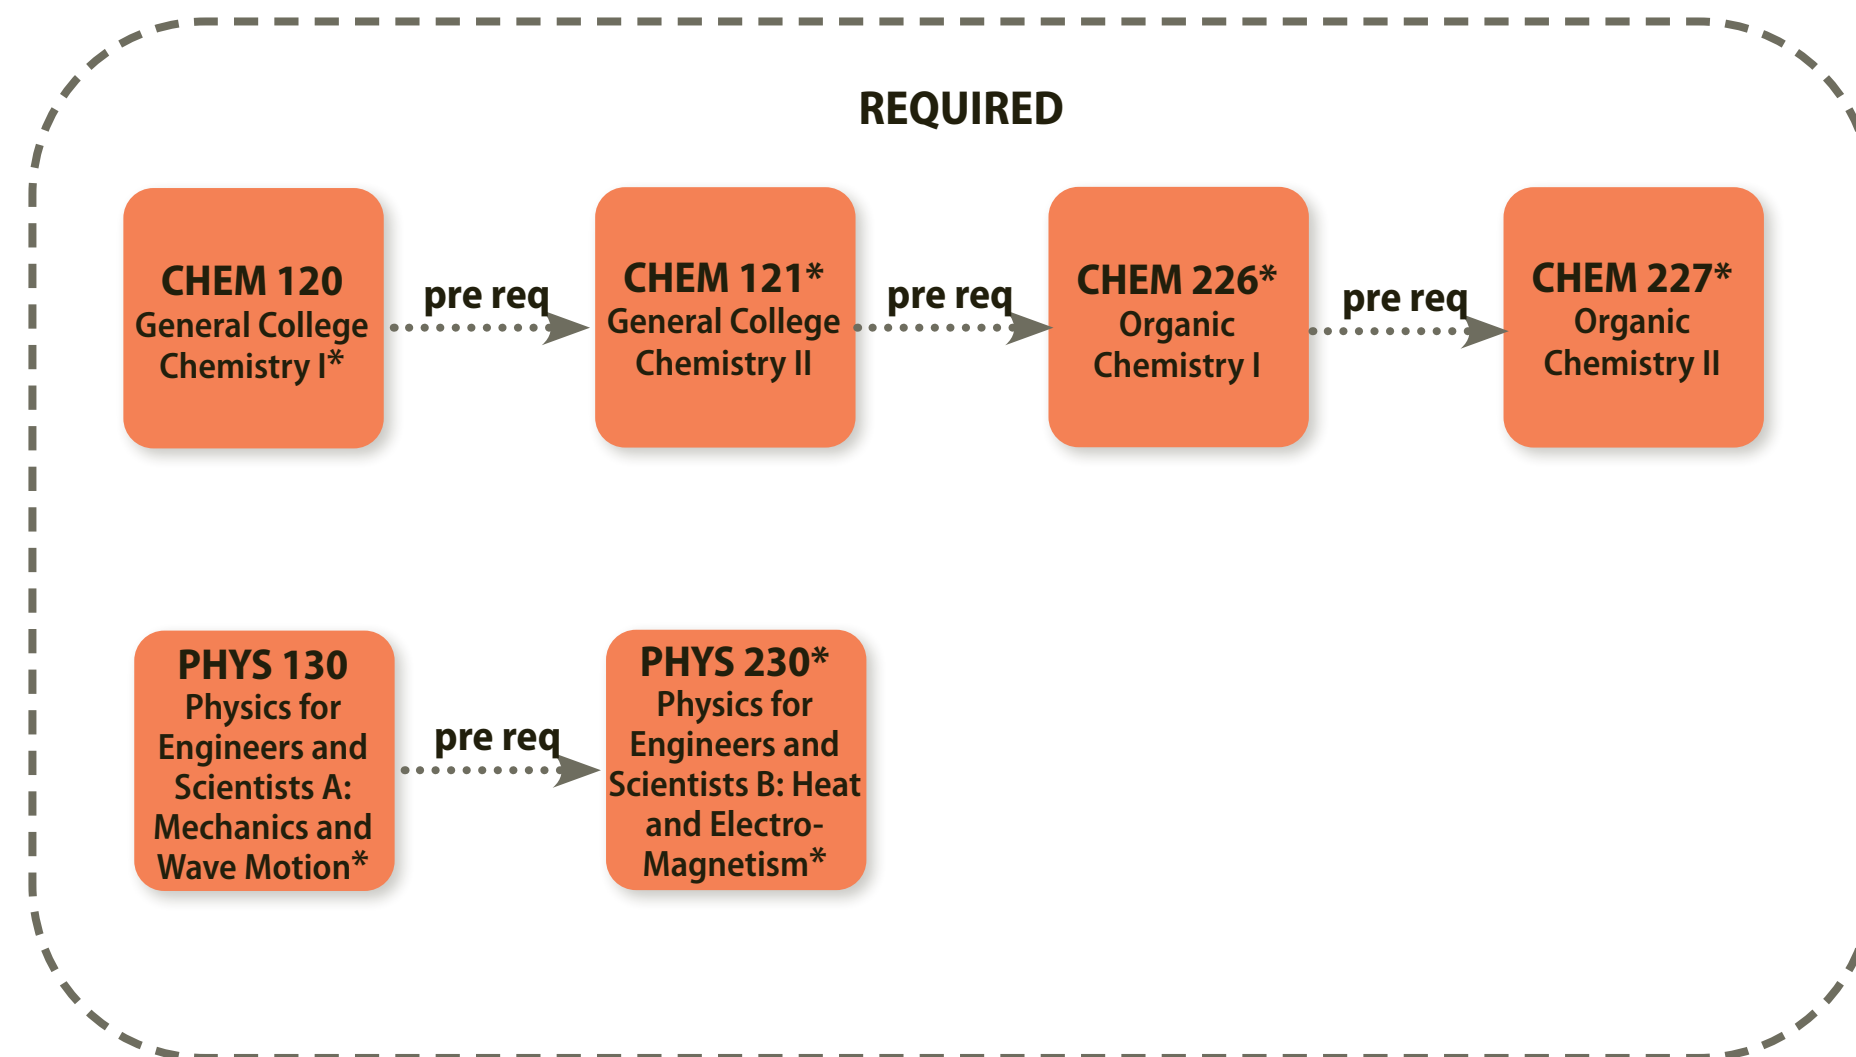 REQUIRED
CHEM 120
General College
Chemistry I*
pre req
CHEM 121*
General College
Chemistry II
pre req
CHEM 226*
Organic
Chemistry I
pre req
CHEM 227*
Organic
Chemistry II
PHYS 130
Physics for
Engineers and
Scientists A:
Mechanics and
Wave Motion*
pre req
PHYS 230*
Physics for
Engineers and
Scientists B: Heat
and Electro-
Magnetism*